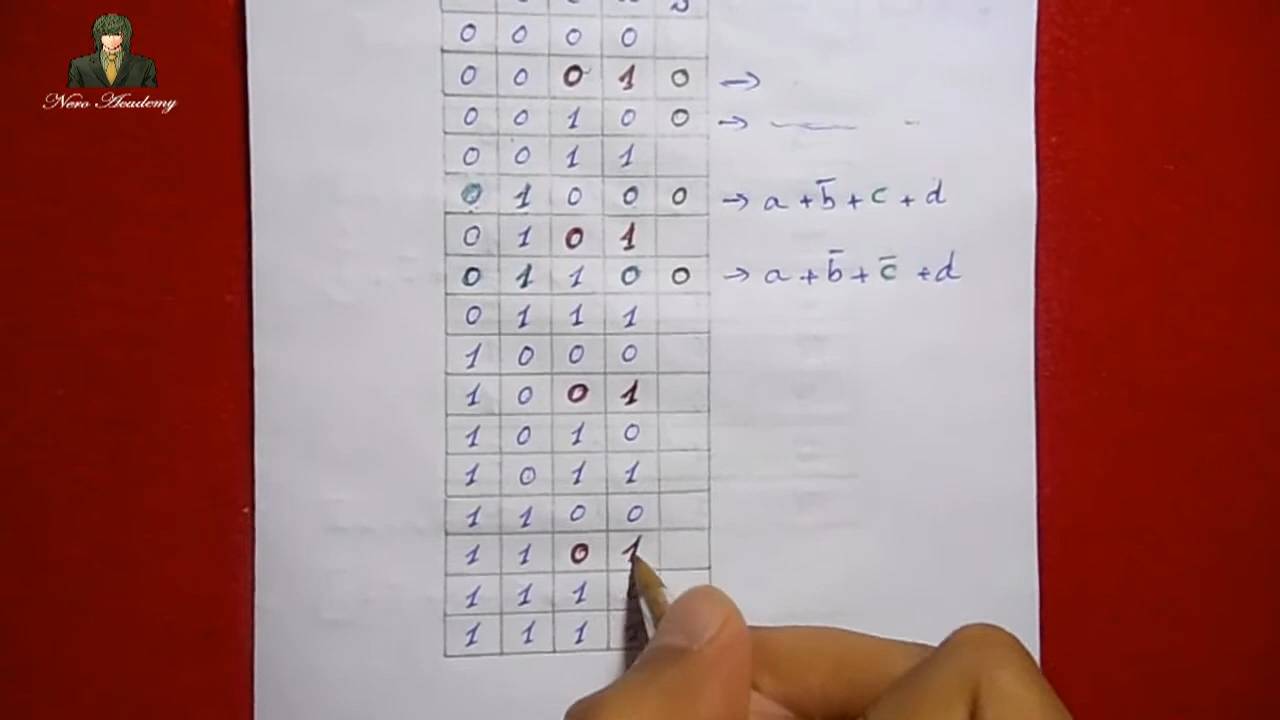 Nero Academy
0 0 0 0
0 0 0 1 0 →
0 0 1 0 0 →
0 0 1 1
0 1 0 0 0 → a + b̅ + c + d
0 1 0 1
0 1 1 0 0 → a + b̅ + c̅ + d
0 1 1 1
1 0 0 0
1 0 0 1
1 0 1 0
1 0 1 1
1 1 0 0
1 1 0 1
1 1 1
1 1 1